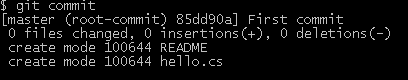 $ git commit
[master (root-commit) 85dd90a] First commit
0 files changed, 0 insertions(+), 0 deletions(-)
create mode 100644 README
create mode 100644 hello.cs